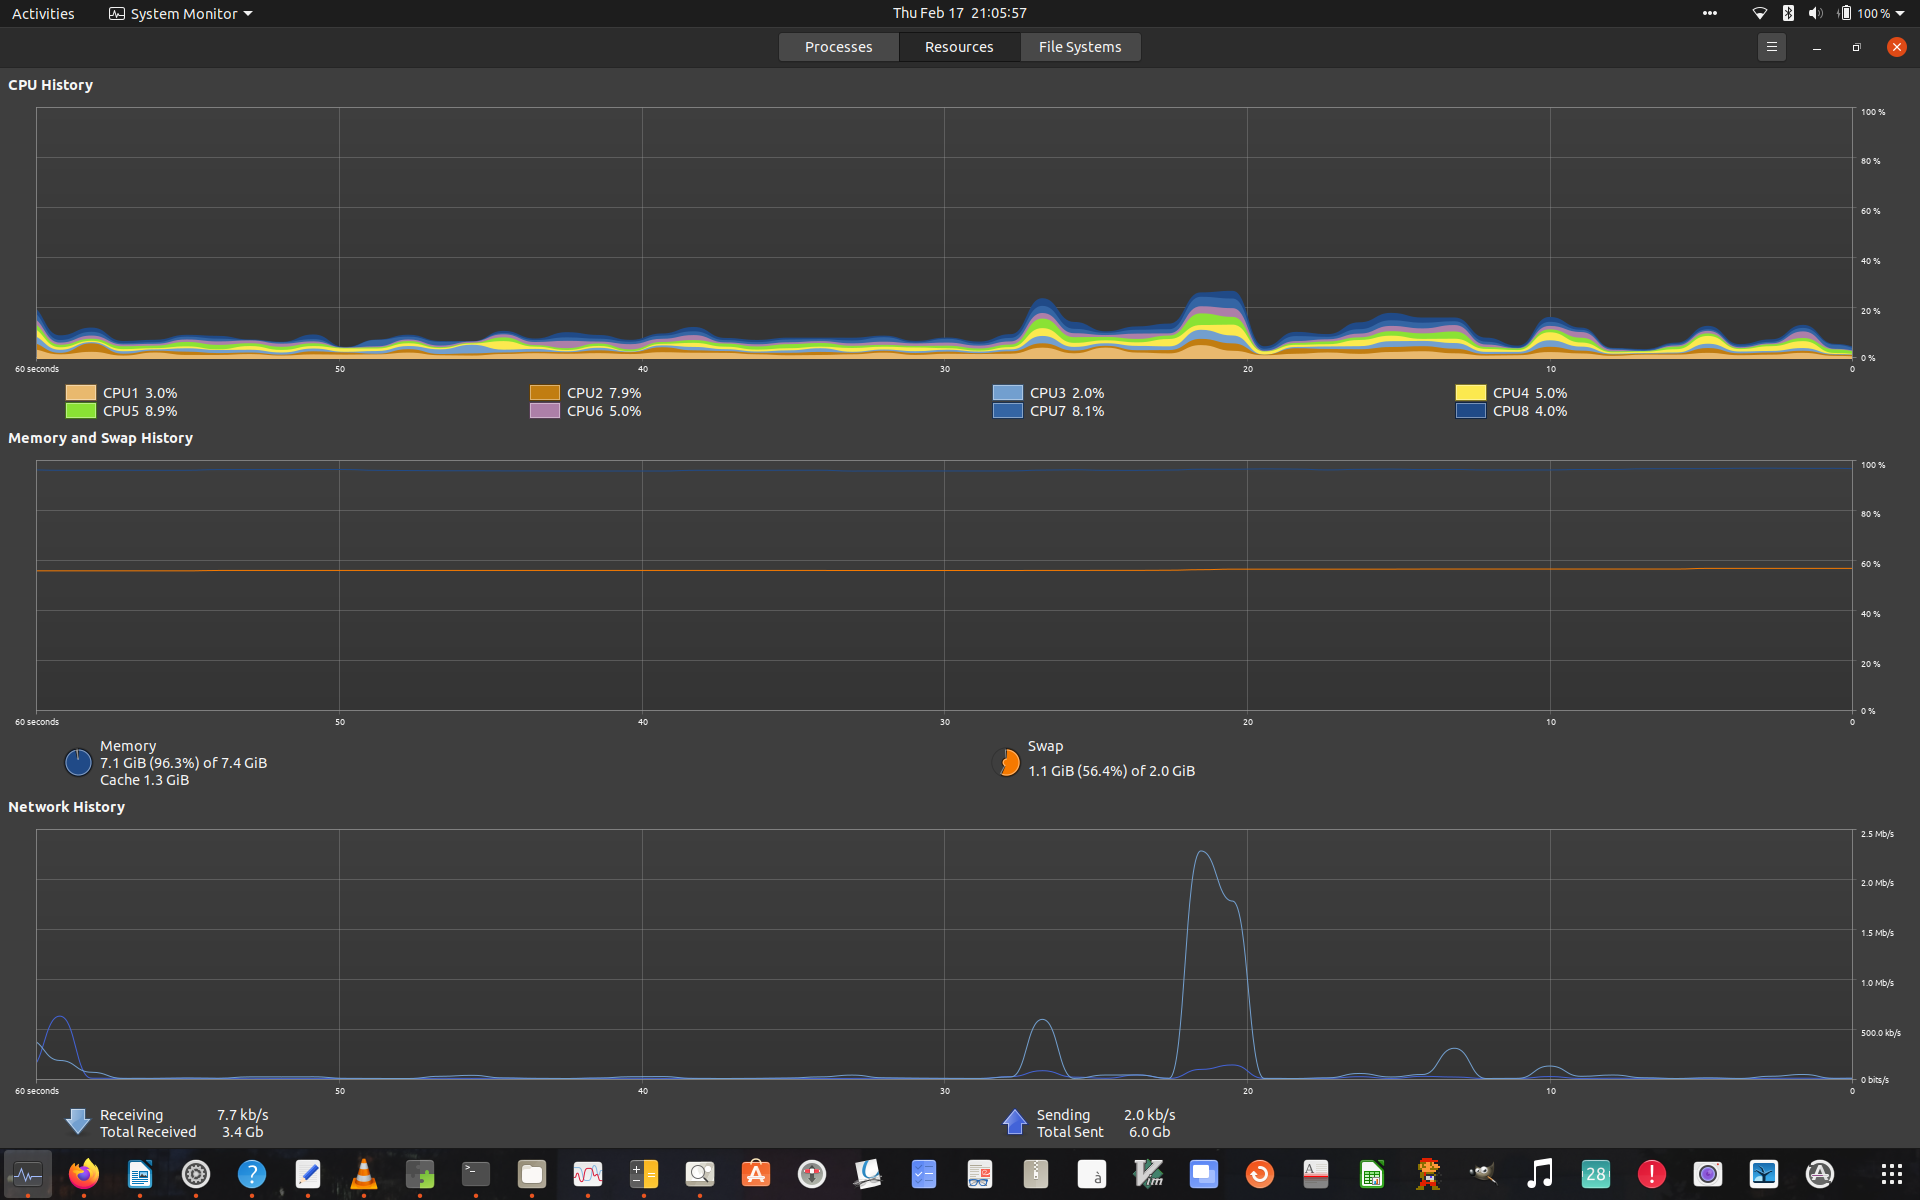 Activities System Monitor Thu Feb 17 21:05:57 100 %
Processes Resources File Systems
CPU History
100 %
80 %
60 %
40 %
20 %
0 %
60 seconds 50 40 30 20 10 0
CPU1 3.0% CPU2 7.9% CPU3 2.0% CPU4 5.0%
CPU5 8.9% CPU6 5.0% CPU7 8.1% CPU8 4.0%
Memory and Swap History
100 %
80 %
60 %
40 %
20 %
0 %
60 seconds 50 40 30 20 10 0
Memory
7.1 GiB (96.3%) of 7.4 GiB
Cache 1.3 GiB
Swap
1.1 GiB (56.4%) of 2.0 GiB
Network History
2.5 Mb/s
2.0 Mb/s
1.5 Mb/s
1.0 Mb/s
500.0 kb/s
0 bits/s
60 seconds 50 40 30 20 10 0
Receiving 7.7 kb/s
Total Received 3.4 Gb
Sending 2.0 kb/s
Total Sent 6.0 Gb
? >_ à Vim A 28 !